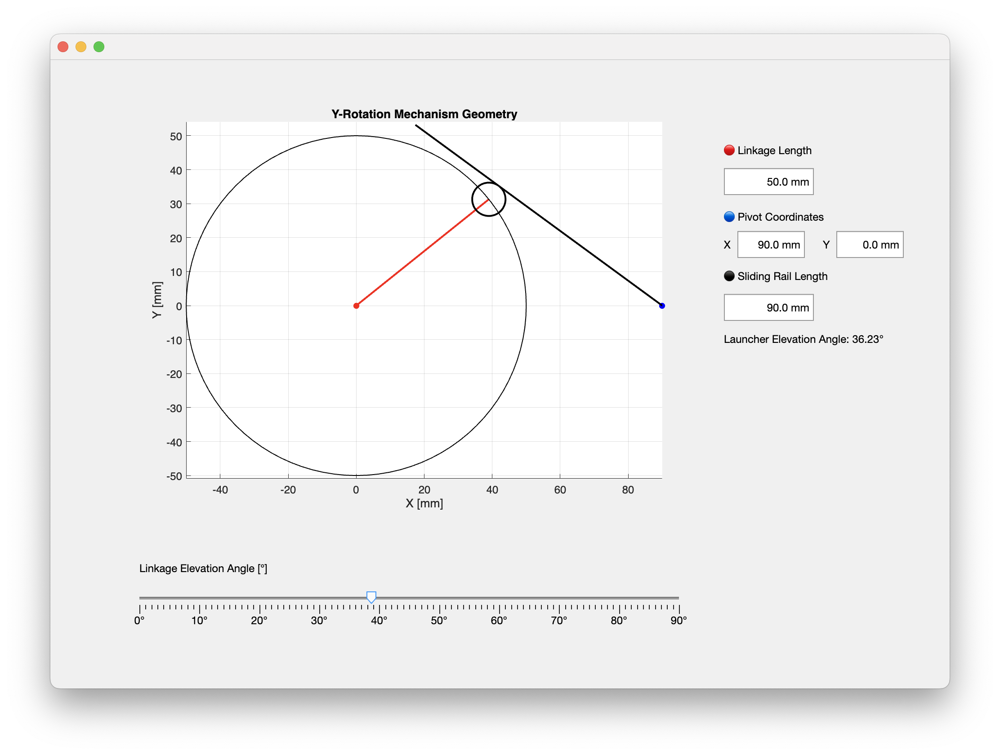 Y-Rotation Mechanism Geometry
50
40
30
20
10
0
-10
-20
-30
-40
-50
Y [mm]
-40 -20 0 20 40 60 80
X [mm]
Linkage Length
50.0 mm
Pivot Coordinates
X 90.0 mm Y 0.0 mm
Sliding Rail Length
90.0 mm
Launcher Elevation Angle: 36.23°
Linkage Elevation Angle [°]
0° 10° 20° 30° 40° 50° 60° 70° 80° 90°